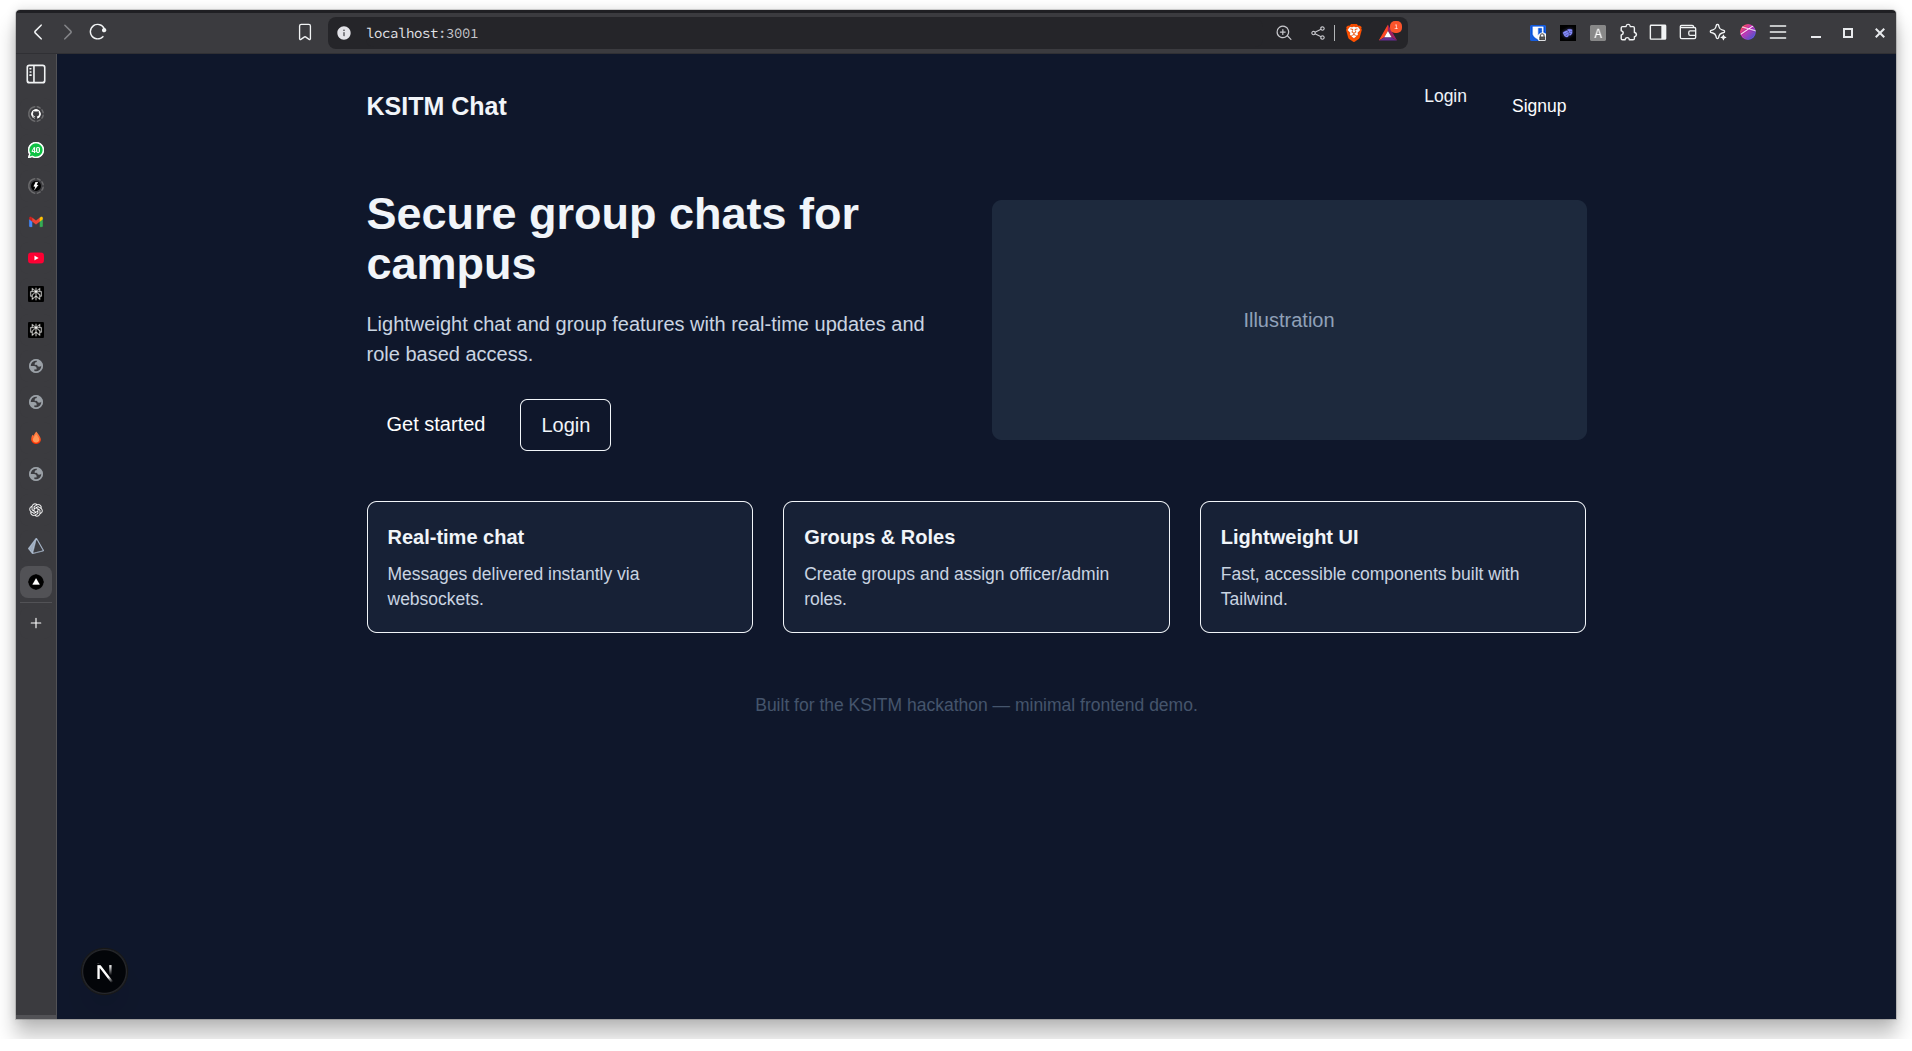 localhost:3001
1
A
40
KSITM Chat
Login
Signup
Secure group chats for
campus
Lightweight chat and group features with real-time updates and
role based access.
Illustration
Get started
Login
Real-time chat
Messages delivered instantly via
websockets.
Groups & Roles
Create groups and assign officer/admin
roles.
Lightweight UI
Fast, accessible components built with
Tailwind.
Built for the KSITM hackathon — minimal frontend demo.
N